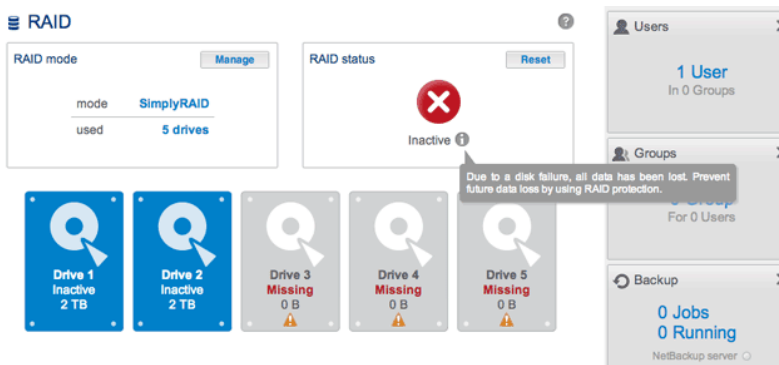 RAID
?
RAID mode
Manage
mode SimplyRAID
used 5 drives
RAID status
Reset
Inactive i
Due to a disk failure, all data has been lost. Prevent
future data loss by using RAID protection.
Drive 1
Inactive
2 TB
Drive 2
Inactive
2 TB
Drive 3
Missing
0 B
Drive 4
Missing
0 B
Drive 5
Missing
0 B
Users
1 User
In 0 Groups
Groups
For 0 Users
Backup
0 Jobs
0 Running
NetBackup server